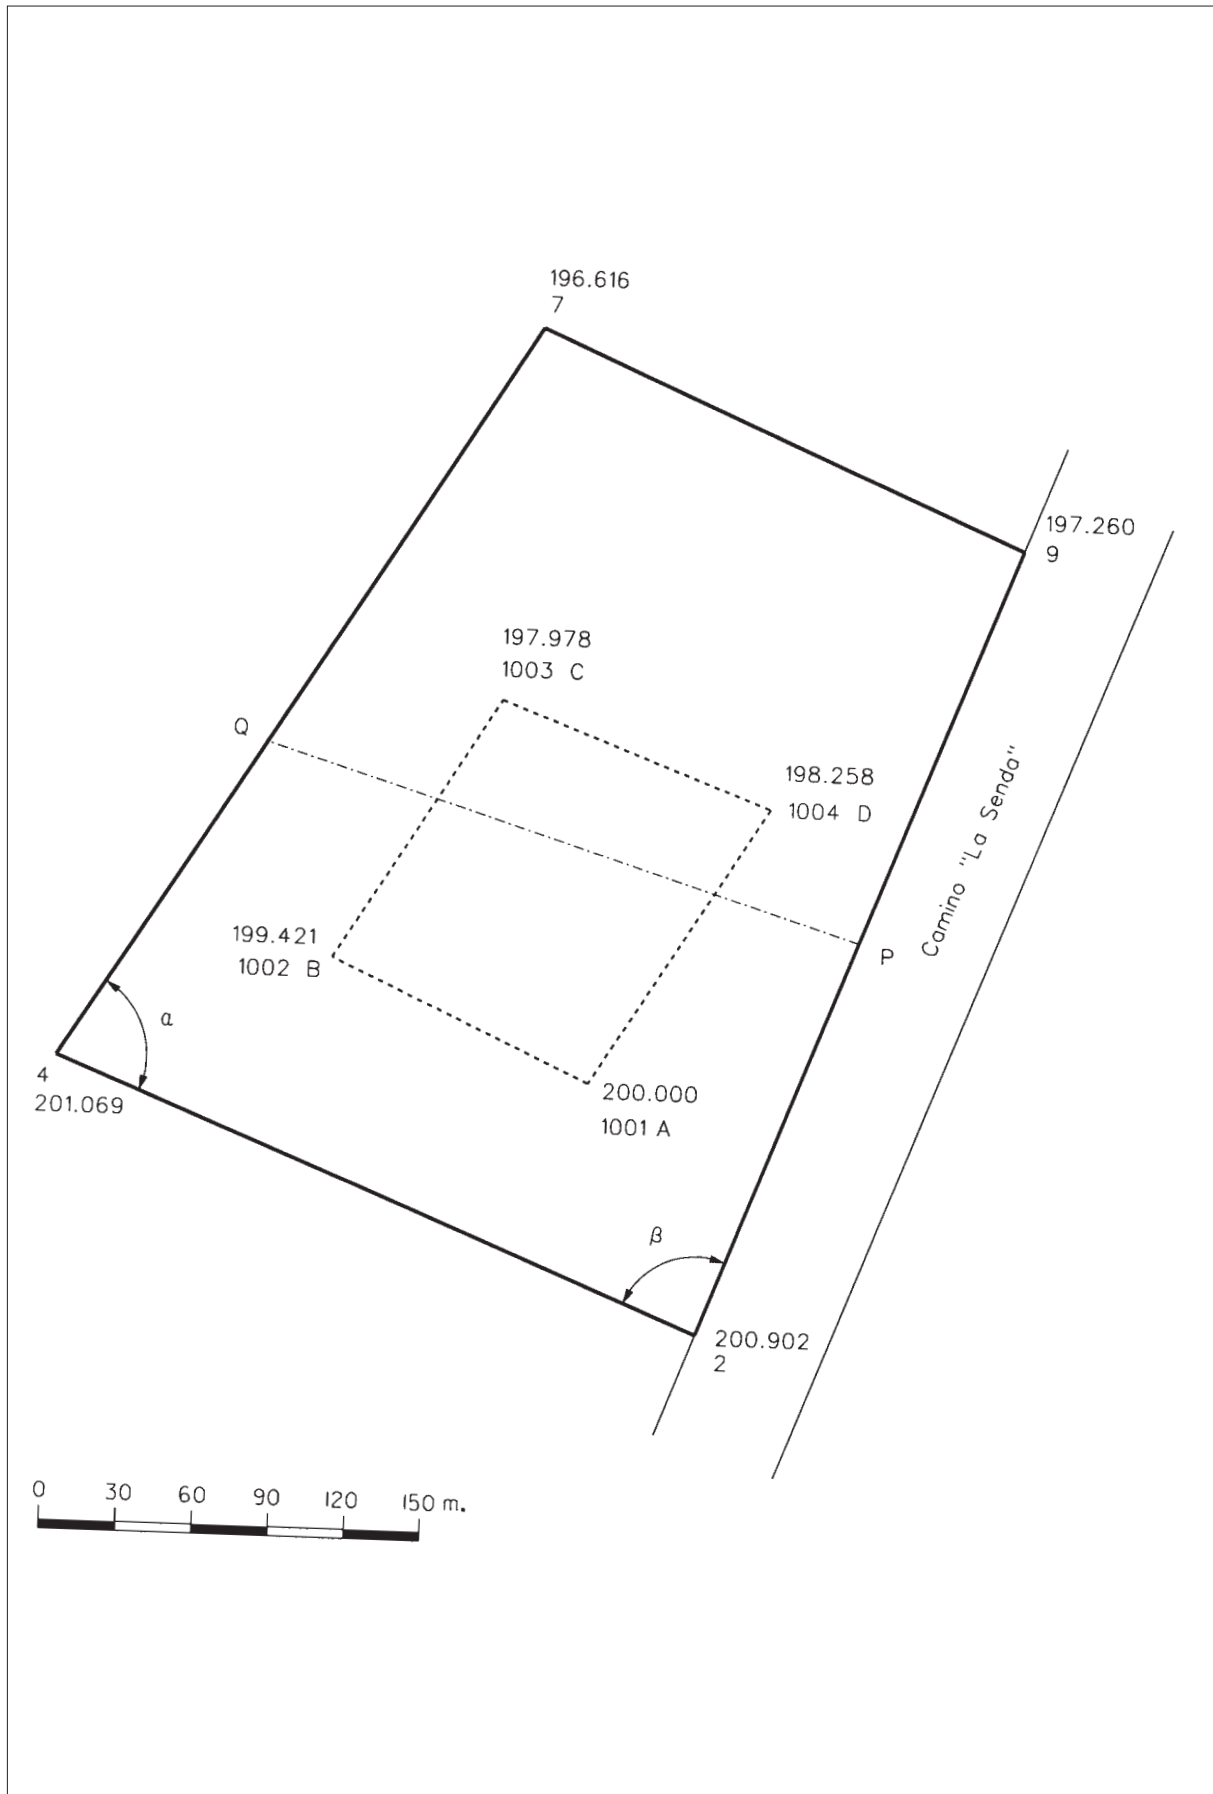 196.616
7
197.260
9
197.978
1003 C
Q
198.258
1004 D
Camino "La Senda"
199.421
1002 B
P
α
4
201.069
200.000
1001 A
β
200.902
2
0 30 60 90 120 150 m.